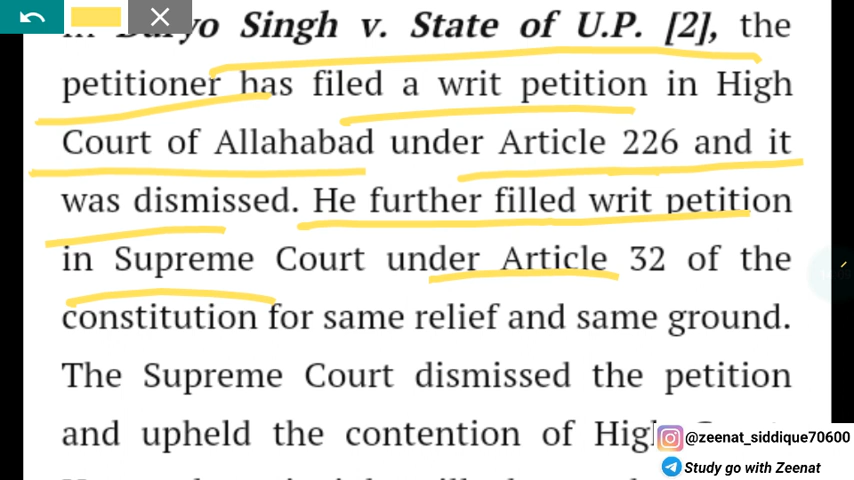 Daryo Singh v. State of U.P. [2], the
petitioner has filed a writ petition in High
Court of Allahabad under Article 226 and it
was dismissed. He further filled writ petition
in Supreme Court under Article 32 of the
constitution for same relief and same ground.
The Supreme Court dismissed the petition
and upheld the contention of High
@zeenat_siddique70600
Study go with Zeenat